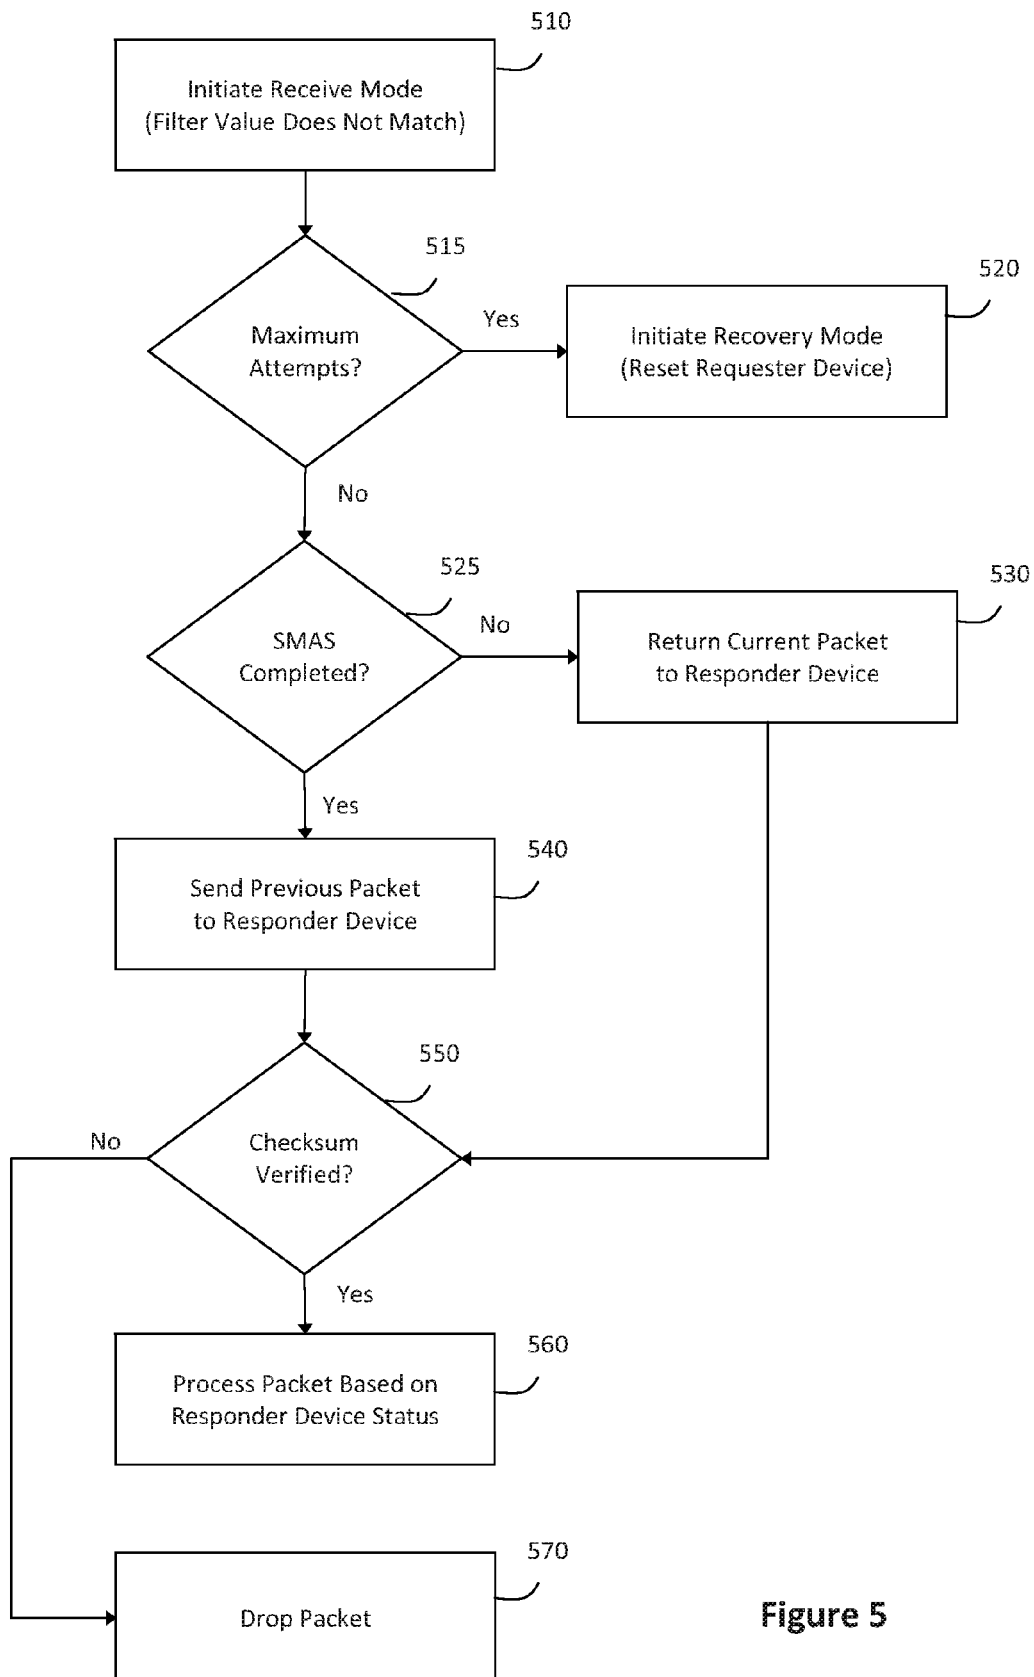 510
Initiate Receive Mode
(Filter Value Does Not Match)
515
Maximum
Attempts?
Yes
520
Initiate Recovery Mode
(Reset Requester Device)
No
525
SMAS
Completed?
No
530
Return Current Packet
to Responder Device
Yes
540
Send Previous Packet
to Responder Device
550
Checksum
Verified?
No
Yes
560
Process Packet Based on
Responder Device Status
570
Drop Packet
Figure 5